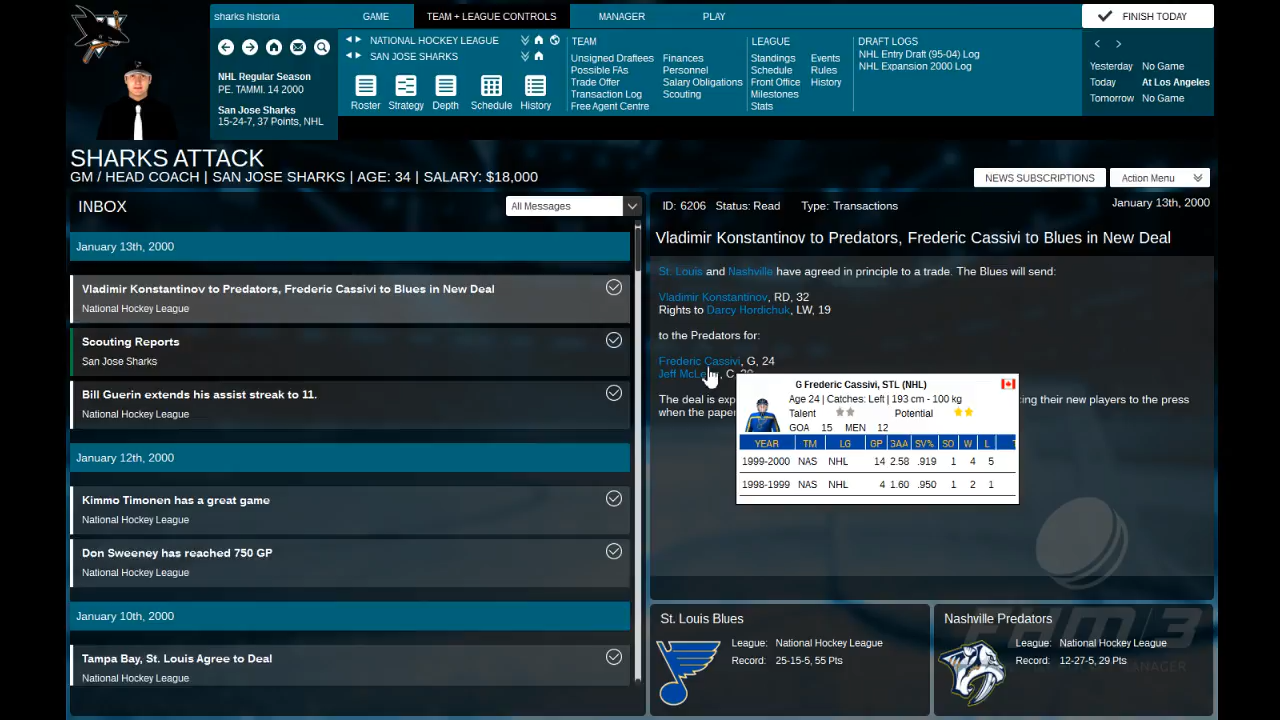 sharks historia
GAME
TEAM + LEAGUE CONTROLS
MANAGER
PLAY
FINISH TODAY
NHL Regular Season
PE. TAMMI. 14 2000
San Jose Sharks
15-24-7, 37 Points, NHL
NATIONAL HOCKEY LEAGUE
SAN JOSE SHARKS
Roster
Strategy
Depth
Schedule
History
TEAM
Unsigned Draftees
Possible FAs
Trade Offer
Transaction Log
Free Agent Centre
Finances
Personnel
Salary Obligations
Scouting
LEAGUE
Standings
Schedule
Front Office
Milestones
Stats
Events
Rules
History
DRAFT LOGS
NHL Entry Draft (95-04) Log
NHL Expansion 2000 Log
Yesterday No Game
Today At Los Angeles
Tomorrow No Game
SHARKS ATTACK
GM / HEAD COACH | SAN JOSE SHARKS | AGE: 34 | SALARY: $18,000
NEWS SUBSCRIPTIONS
Action Menu
INBOX
All Messages
January 13th, 2000
Vladimir Konstantinov to Predators, Frederic Cassivi to Blues in New Deal
National Hockey League
Scouting Reports
San Jose Sharks
Bill Guerin extends his assist streak to 11.
National Hockey League
January 12th, 2000
Kimmo Timonen has a great game
National Hockey League
Don Sweeney has reached 750 GP
National Hockey League
January 10th, 2000
Tampa Bay, St. Louis Agree to Deal
National Hockey League
ID: 6206 Status: Read Type: Transactions
January 13th, 2000
Vladimir Konstantinov to Predators, Frederic Cassivi to Blues in New Deal
St. Louis and Nashville have agreed in principle to a trade. The Blues will send:
Vladimir Konstantinov, RD, 32
Rights to Darcy Hordichuk, LW, 19
to the Predators for:
Frederic Cassivi, G, 24
Jeff C
The deal is their new players to the press
when the
G Frederic Cassivi, STL (NHL)
Age 24 | Catches: Left | 193 cm - 100 kg
Talent Potential
GOA 15 MEN 12
YEAR TM LG GP GAA SV% SO W L
1999-2000 NAS NHL 14 2.58 .919 1 4 5
1998-1999 NAS NHL 4 1.60 .950 1 2 1
St. Louis Blues
League: National Hockey League
Record: 25-15-5, 55 Pts
Nashville Predators
League: National Hockey League
Record: 12-27-5, 29 Pts